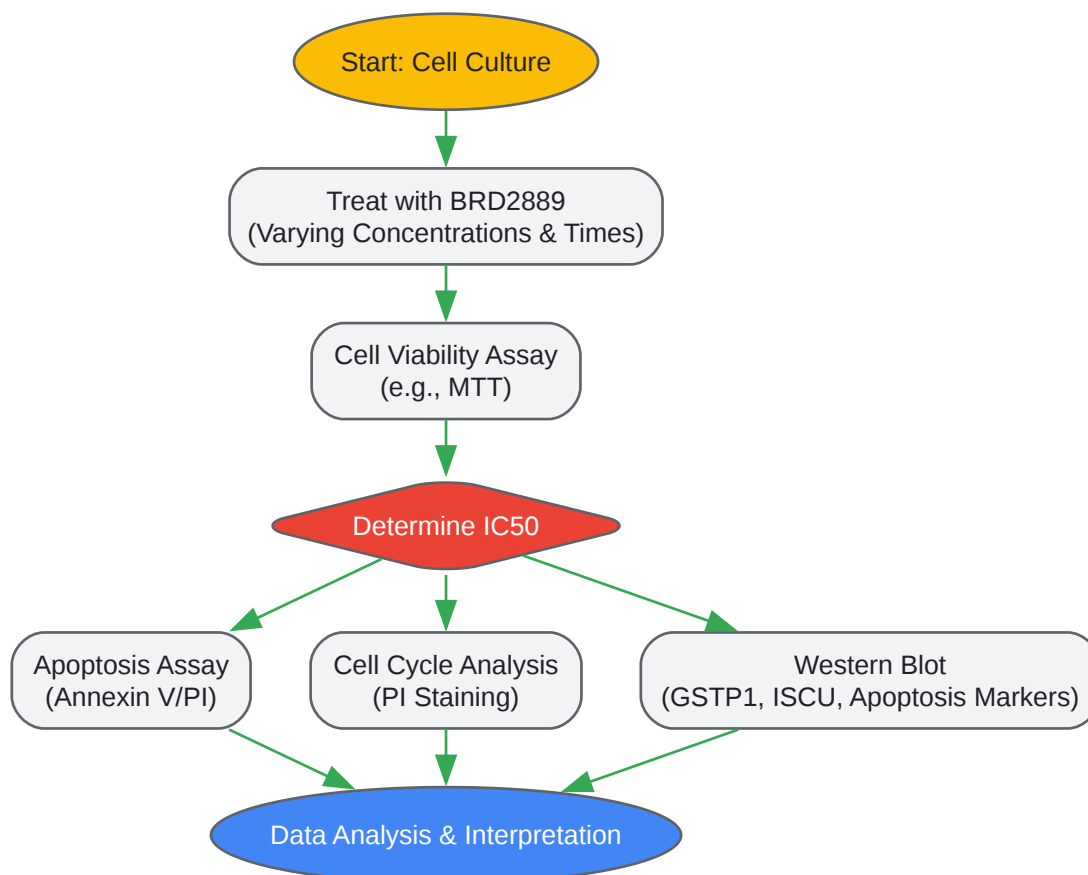 Start: Cell Culture
Treat with BRD2889
(Varying Concentrations & Times)
Cell Viability Assay
(e.g., MTT)
Determine IC50
Apoptosis Assay
(Annexin V/PI)
Cell Cycle Analysis
(PI Staining)
Western Blot
(GSTP1, ISCU, Apoptosis Markers)
Data Analysis & Interpretation